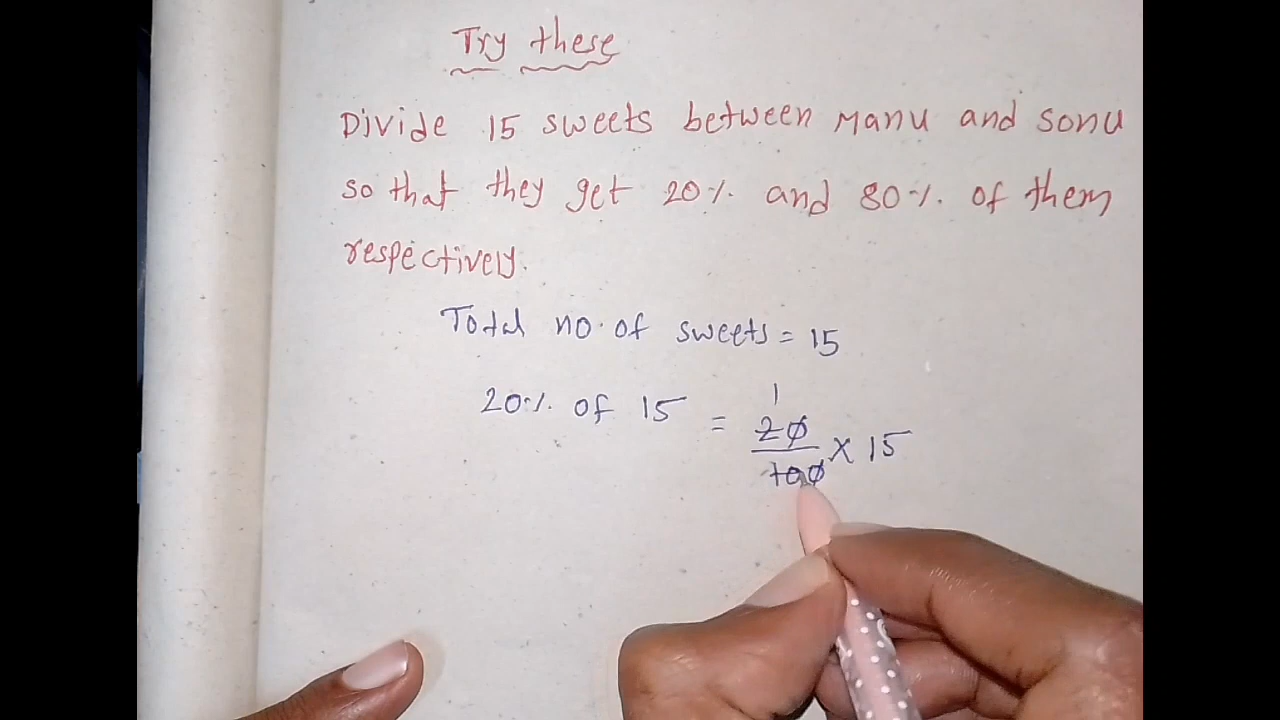 Try these
Divide 15 sweets between Manu and sonu
so that they get 20% and 80% of them
respectively.
Total no. of sweets = 15
20% of 15 = 20/100 × 15
1